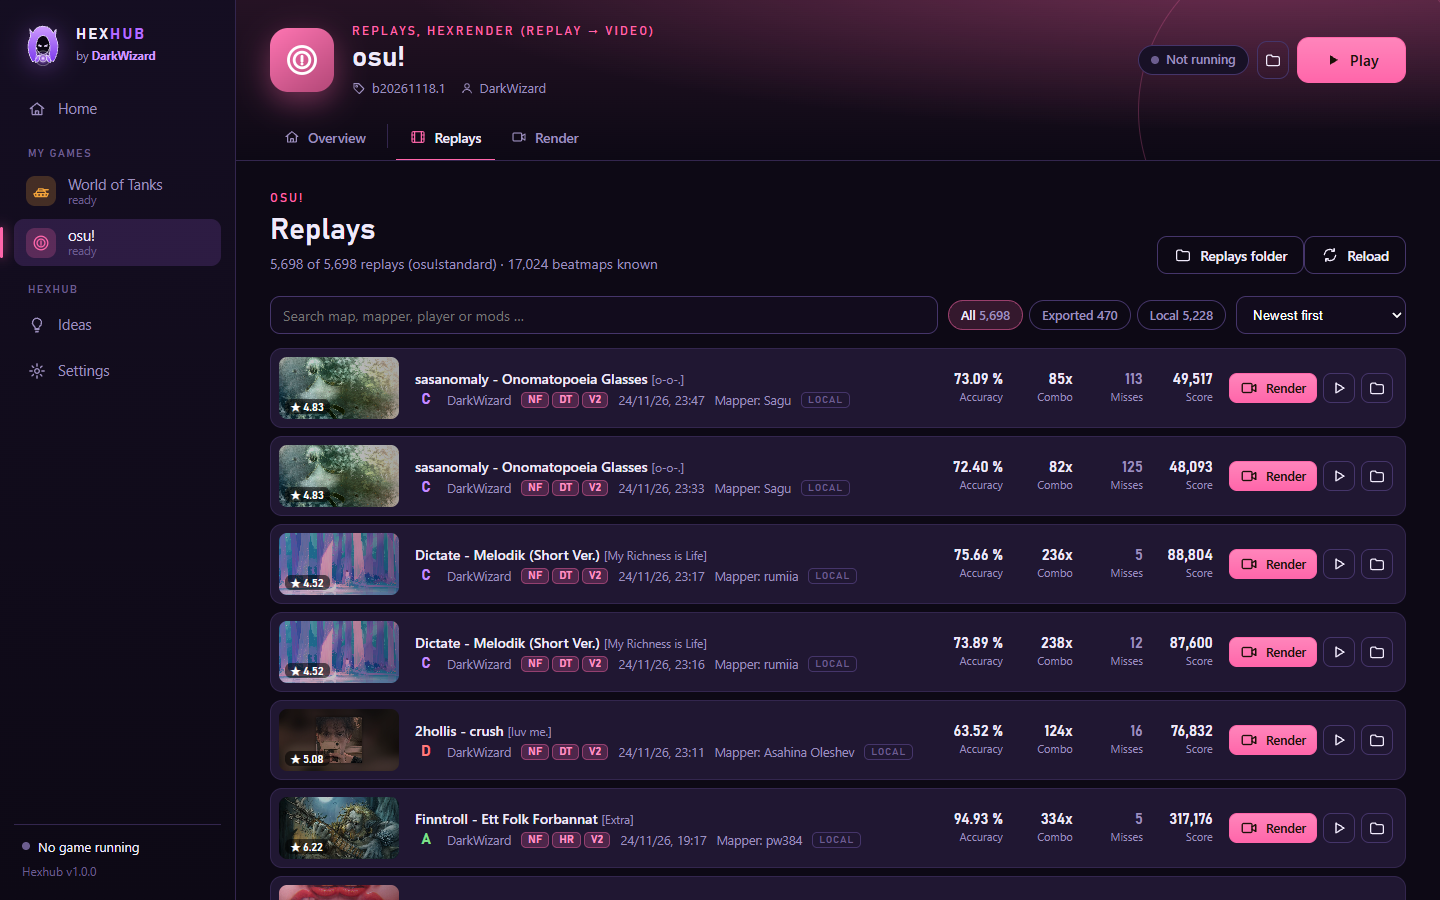 HEXHUB
by DarkWizard
Home
MY GAMES
World of Tanks
ready
osu!
ready
HEXHUB
Ideas
Settings
No game running
Hexhub v1.0.0
REPLAYS, HEXRENDER (REPLAY → VIDEO)
osu!
b20261118.1 DarkWizard
Not running
Play
Overview Replays Render
OSU!
Replays
5,698 of 5,698 replays (osu!standard) · 17,024 beatmaps known
Replays folder Reload
Search map, mapper, player or mods ...
All 5,698 Exported 470 Local 5,228 Newest first
★ 4.83
sasanomaly - Onomatopoeia Glasses [o-o-.]
C DarkWizard NF DT V2 24/11/26, 23:47 Mapper: Sagu LOCAL
73.09 % 85x 113 49,517
Accuracy Combo Misses Score
Render
★ 4.83
sasanomaly - Onomatopoeia Glasses [o-o-.]
C DarkWizard NF DT V2 24/11/26, 23:33 Mapper: Sagu LOCAL
72.40 % 82x 125 48,093
Accuracy Combo Misses Score
Render
★ 4.52
Dictate - Melodik (Short Ver.) [My Richness is Life]
C DarkWizard NF DT V2 24/11/26, 23:17 Mapper: rumiia LOCAL
75.66 % 236x 5 88,804
Accuracy Combo Misses Score
Render
★ 4.52
Dictate - Melodik (Short Ver.) [My Richness is Life]
C DarkWizard NF DT V2 24/11/26, 23:16 Mapper: rumiia LOCAL
73.89 % 238x 12 87,600
Accuracy Combo Misses Score
Render
★ 5.08
2hollis - crush [luv me.]
D DarkWizard NF DT V2 24/11/26, 23:11 Mapper: Asahina Oleshev LOCAL
63.52 % 124x 16 76,832
Accuracy Combo Misses Score
Render
★ 6.22
Finntroll - Ett Folk Forbannat [Extra]
A DarkWizard NF HR V2 24/11/26, 19:17 Mapper: pw384 LOCAL
94.93 % 334x 5 317,176
Accuracy Combo Misses Score
Render